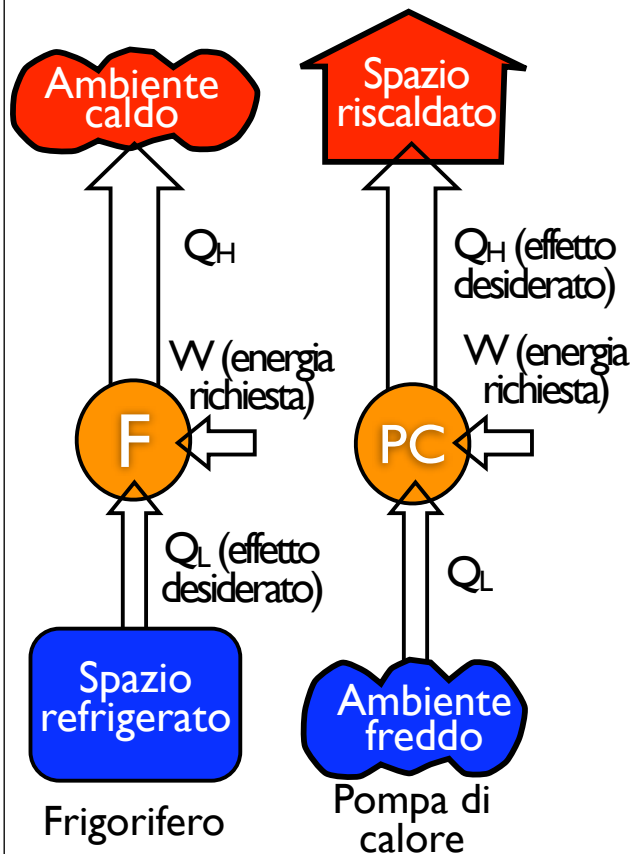 Ambiente
caldo
QH
W (energia
richiesta)
F
QL (effetto
desiderato)
Spazio
refrigerato
Frigorifero
Spazio
riscaldato
QH (effetto
desiderato)
W (energia
richiesta)
PC
QL
Ambiente
freddo
Pompa di
calore